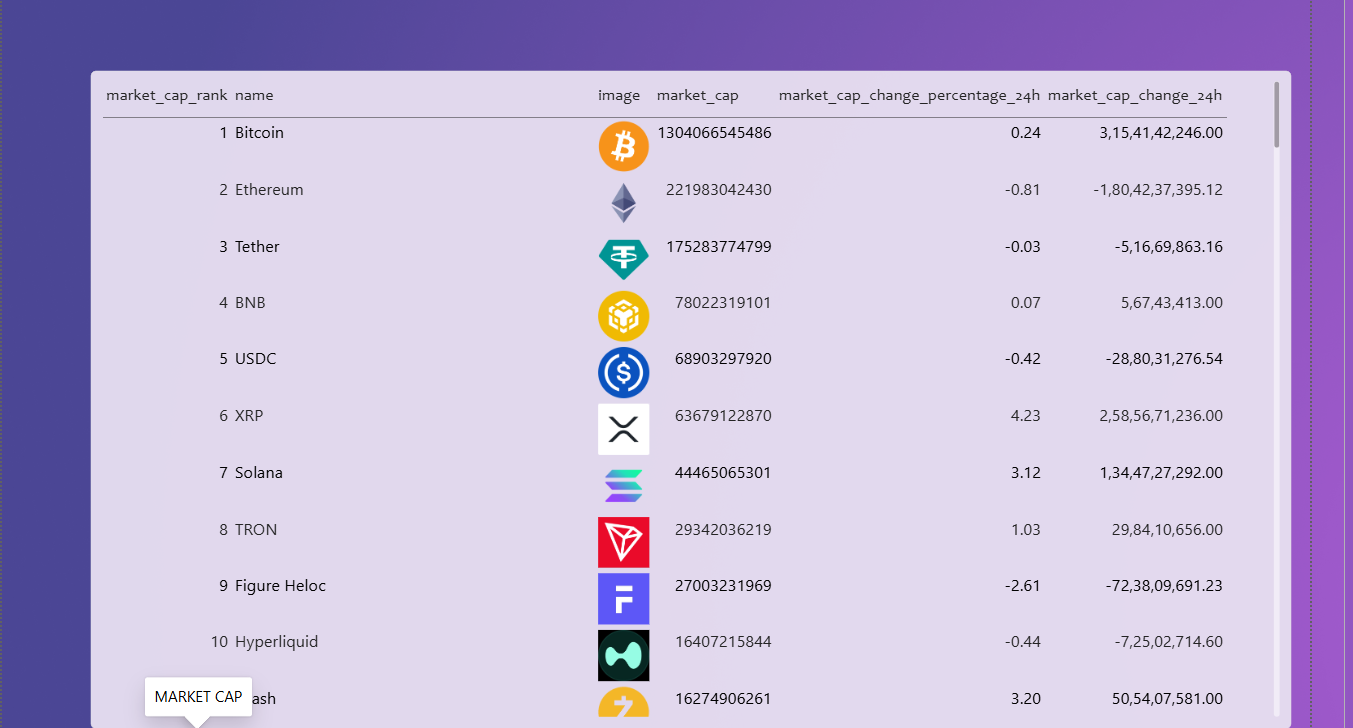 market_cap_rank name image market_cap market_cap_change_percentage_24h market_cap_change_24h
1 Bitcoin 1304066545486 0.24 3,15,41,42,246.00
2 Ethereum 221983042430 -0.81 -1,80,42,37,395.12
3 Tether 175283774799 -0.03 -5,16,69,863.16
4 BNB 78022319101 0.07 5,67,43,413.00
5 USDC 68903297920 -0.42 -28,80,31,276.54
6 XRP 63679122870 4.23 2,58,56,71,236.00
7 Solana 44465065301 3.12 1,34,47,27,292.00
8 TRON 29342036219 1.03 29,84,10,656.00
9 Figure Heloc 27003231969 -2.61 -72,38,09,691.23
10 Hyperliquid 16407215844 -0.44 -7,25,02,714.60
ash 16274906261 3.20 50,54,07,581.00
MARKET CAP